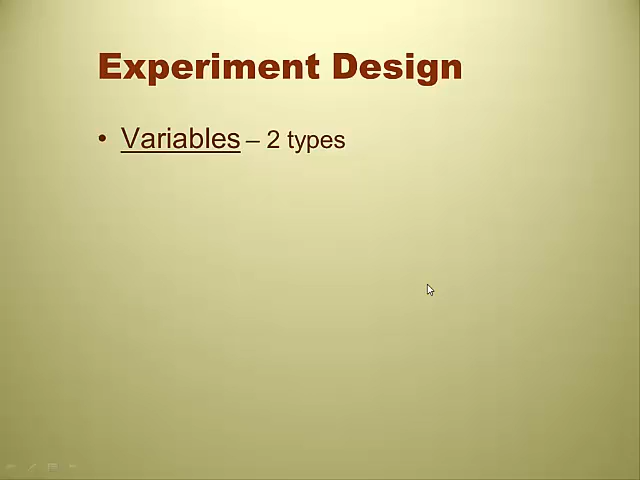 Experiment Design
• Variables – 2 types